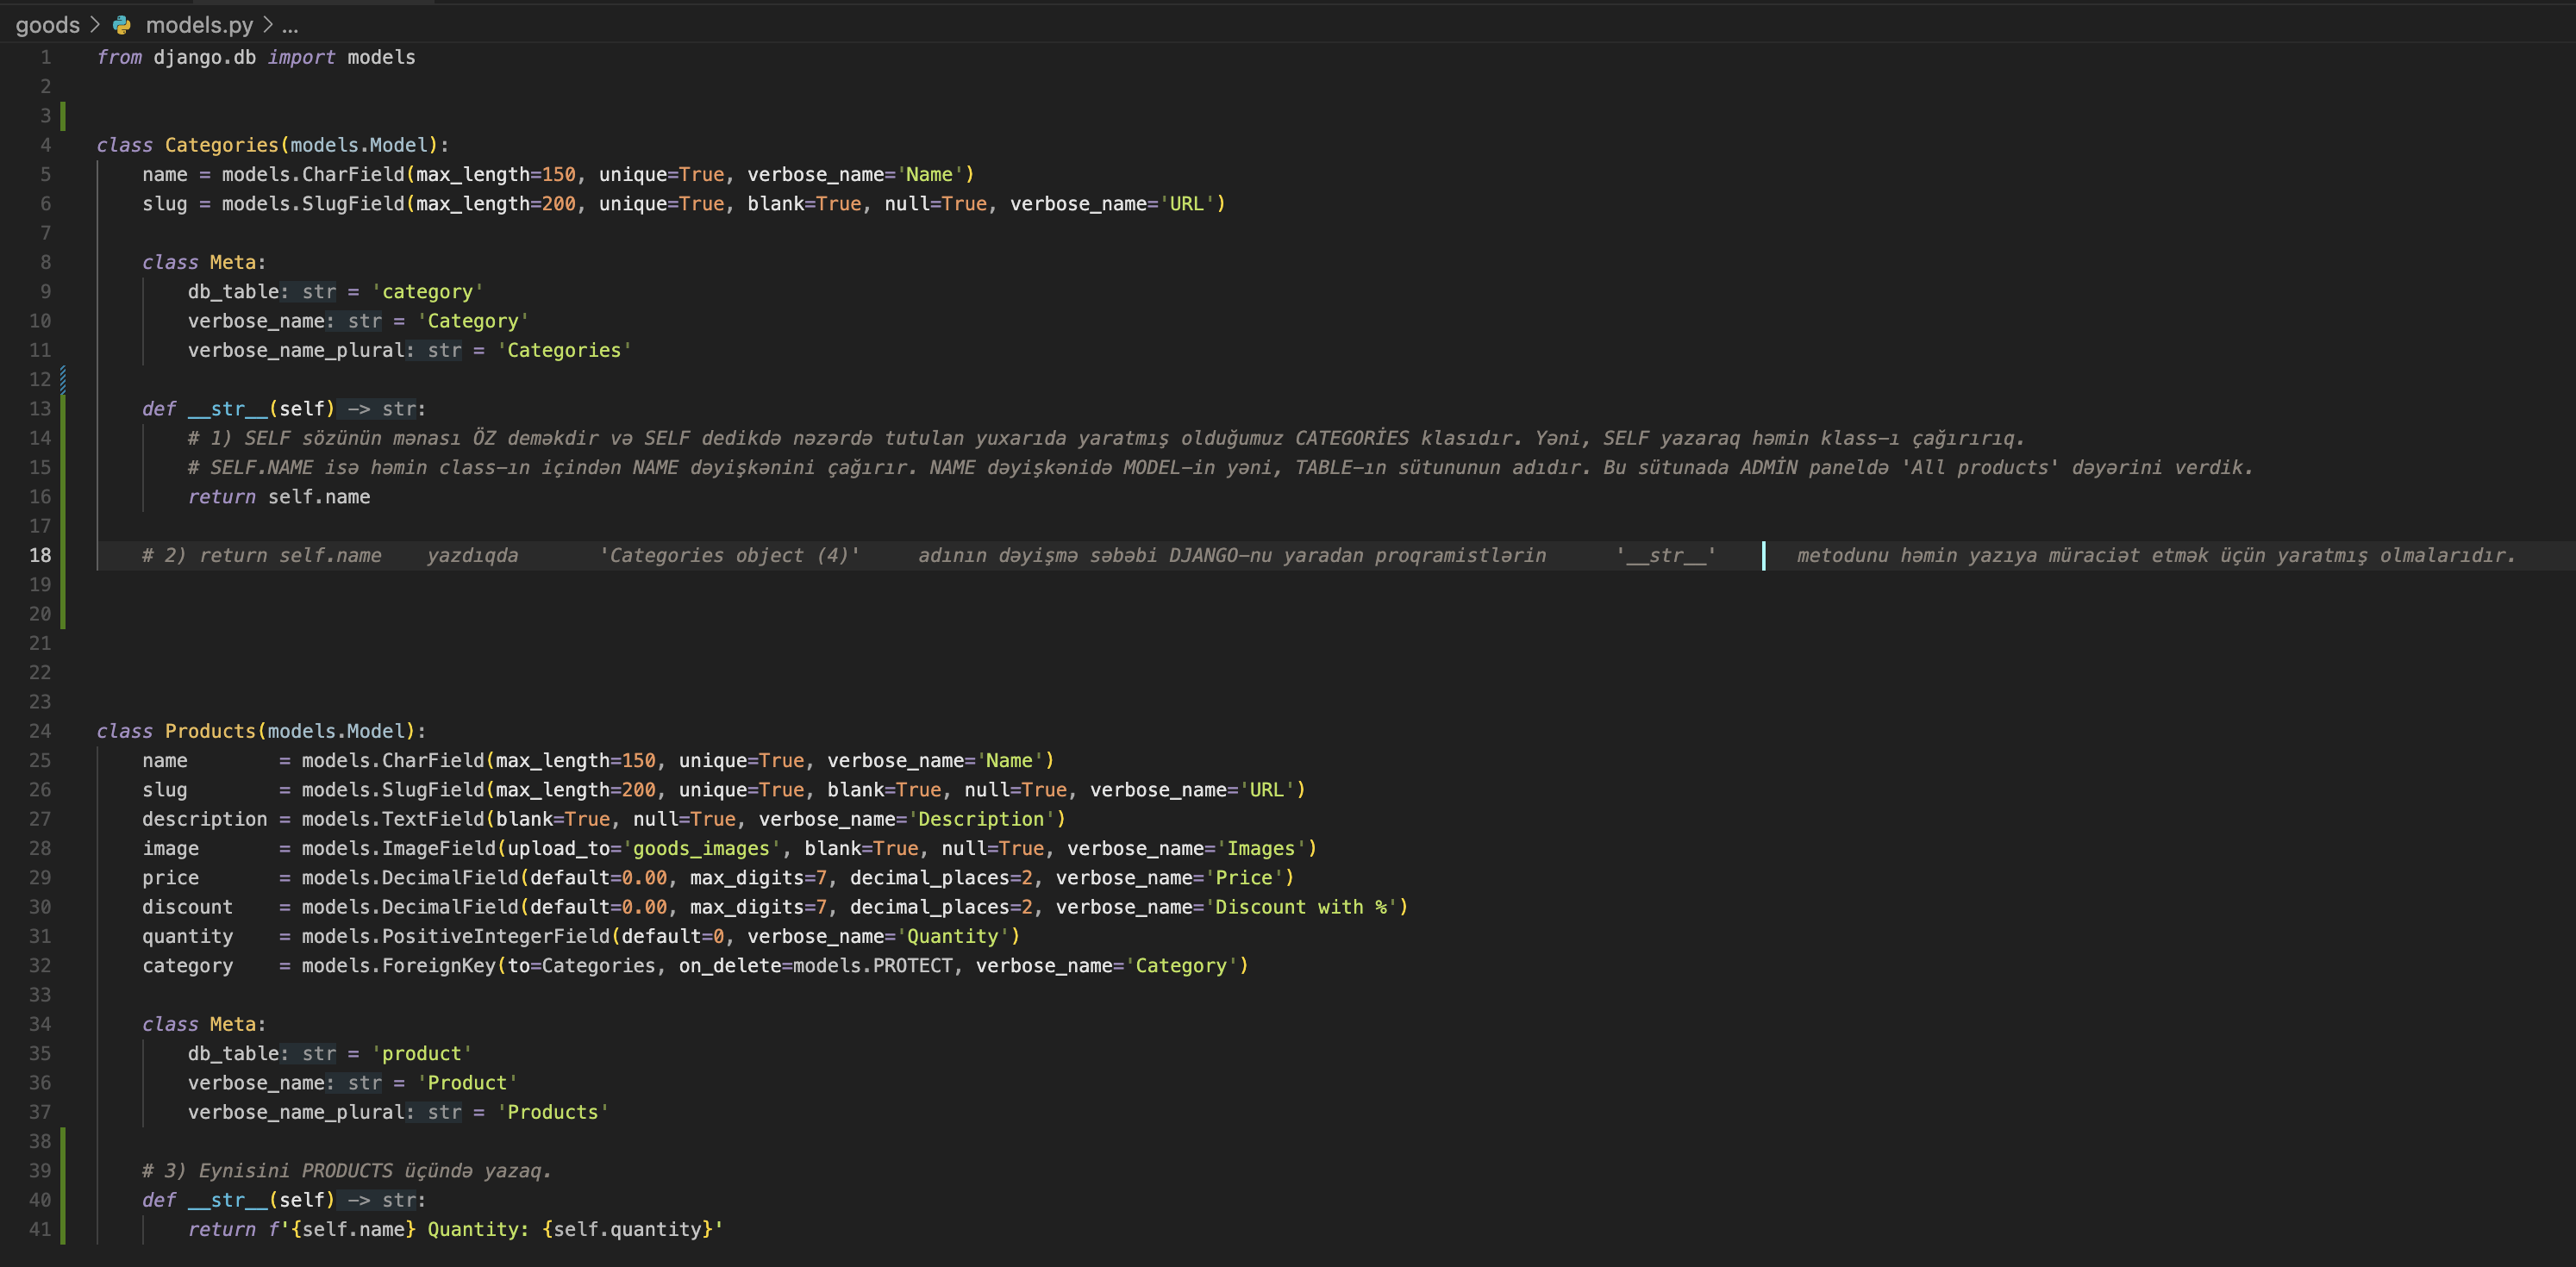 goods > models.py > ...
1 from django.db import models
2
3
4 class Categories(models.Model):
5     name = models.CharField(max_length=150, unique=True, verbose_name='Name')
6     slug = models.SlugField(max_length=200, unique=True, blank=True, null=True, verbose_name='URL')
7
8     class Meta:
9         db_table: str = 'category'
10         verbose_name: str = 'Category'
11         verbose_name_plural: str = 'Categories'
12
13     def __str__(self) -> str:
14         # 1) SELF sözünün mənası ÖZ deməkdir və SELF dedikdə nəzərdə tutulan yuxarıda yaratmış olduğumuz CATEGORİES klasıdır. Yəni, SELF yazaraq həmin klass-ı çağırırıq.
15         # SELF.NAME isə həmin class-ın içindən NAME dəyişkənini çağırır. NAME dəyişkənidə MODEL-in yəni, TABLE-ın sütununun adıdır. Bu sütunada ADMİN paneldə 'All products' dəyərini verdik.
16         return self.name
17
18     # 2) return self.name    yazdıqda       'Categories object (4)'     adının dəyişmə səbəbi DJANGO-nu yaradan proqramistlərin      '__str__'       metodunu həmin yazıya müraciət etmək üçün yaratmış olmalarıdır.
19
20
21
22
23
24 class Products(models.Model):
25     name        = models.CharField(max_length=150, unique=True, verbose_name='Name')
26     slug        = models.SlugField(max_length=200, unique=True, blank=True, null=True, verbose_name='URL')
27     description = models.TextField(blank=True, null=True, verbose_name='Description')
28     image       = models.ImageField(upload_to='goods_images', blank=True, null=True, verbose_name='Images')
29     price       = models.DecimalField(default=0.00, max_digits=7, decimal_places=2, verbose_name='Price')
30     discount    = models.DecimalField(default=0.00, max_digits=7, decimal_places=2, verbose_name='Discount with %')
31     quantity    = models.PositiveIntegerField(default=0, verbose_name='Quantity')
32     category    = models.ForeignKey(to=Categories, on_delete=models.PROTECT, verbose_name='Category')
33
34     class Meta:
35         db_table: str = 'product'
36         verbose_name: str = 'Product'
37         verbose_name_plural: str = 'Products'
38
39     # 3) Eynisini PRODUCTS üçündə yazaq.
40     def __str__(self) -> str:
41         return f'{self.name} Quantity: {self.quantity}'